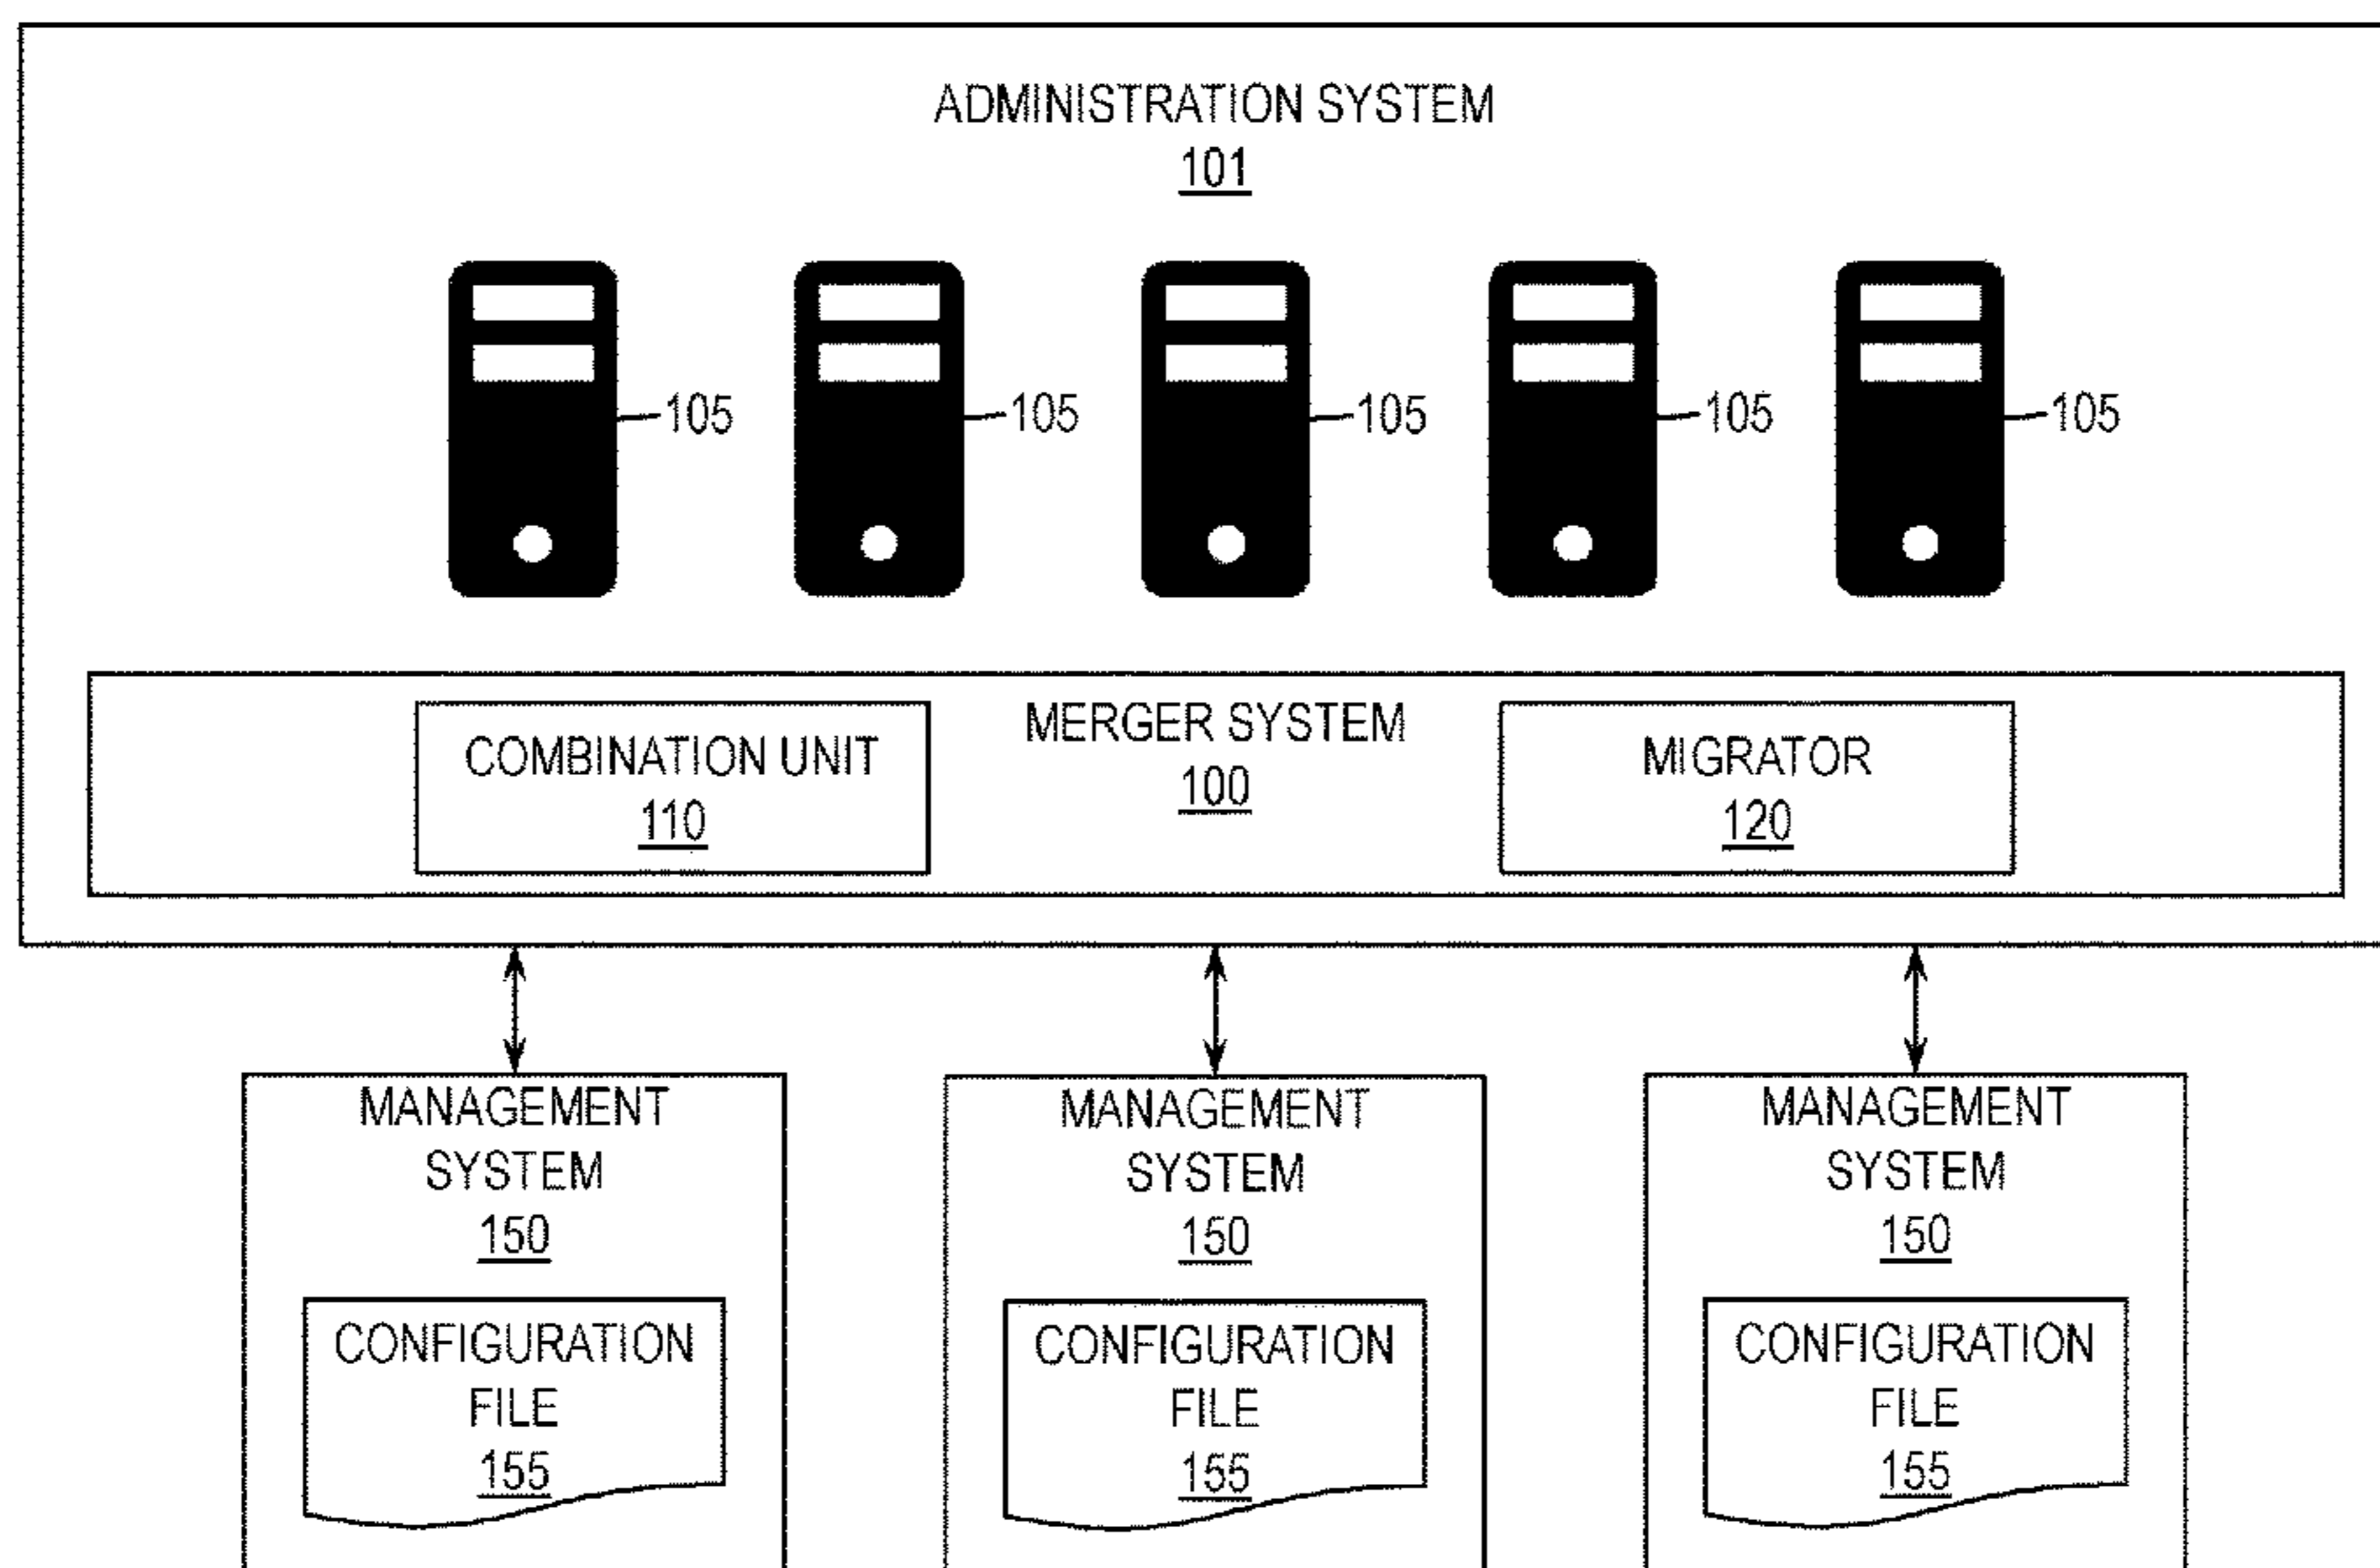 ADMINISTRATION SYSTEM
101
105
105
105
105
105
MERGER SYSTEM
100
COMBINATION UNIT
110
MIGRATOR
120
MANAGEMENT
SYSTEM
150
CONFIGURATION
FILE
155
MANAGEMENT
SYSTEM
150
CONFIGURATION
FILE
155
MANAGEMENT
SYSTEM
150
CONFIGURATION
FILE
155